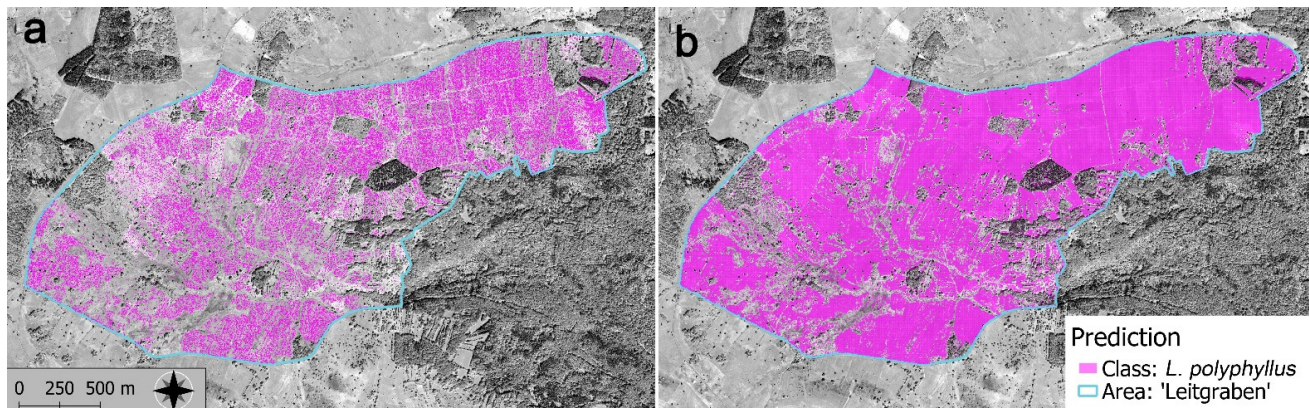 a
b
0 250 500 m
Prediction
Class: L. polyphyllus
Area: 'Leitgraben'